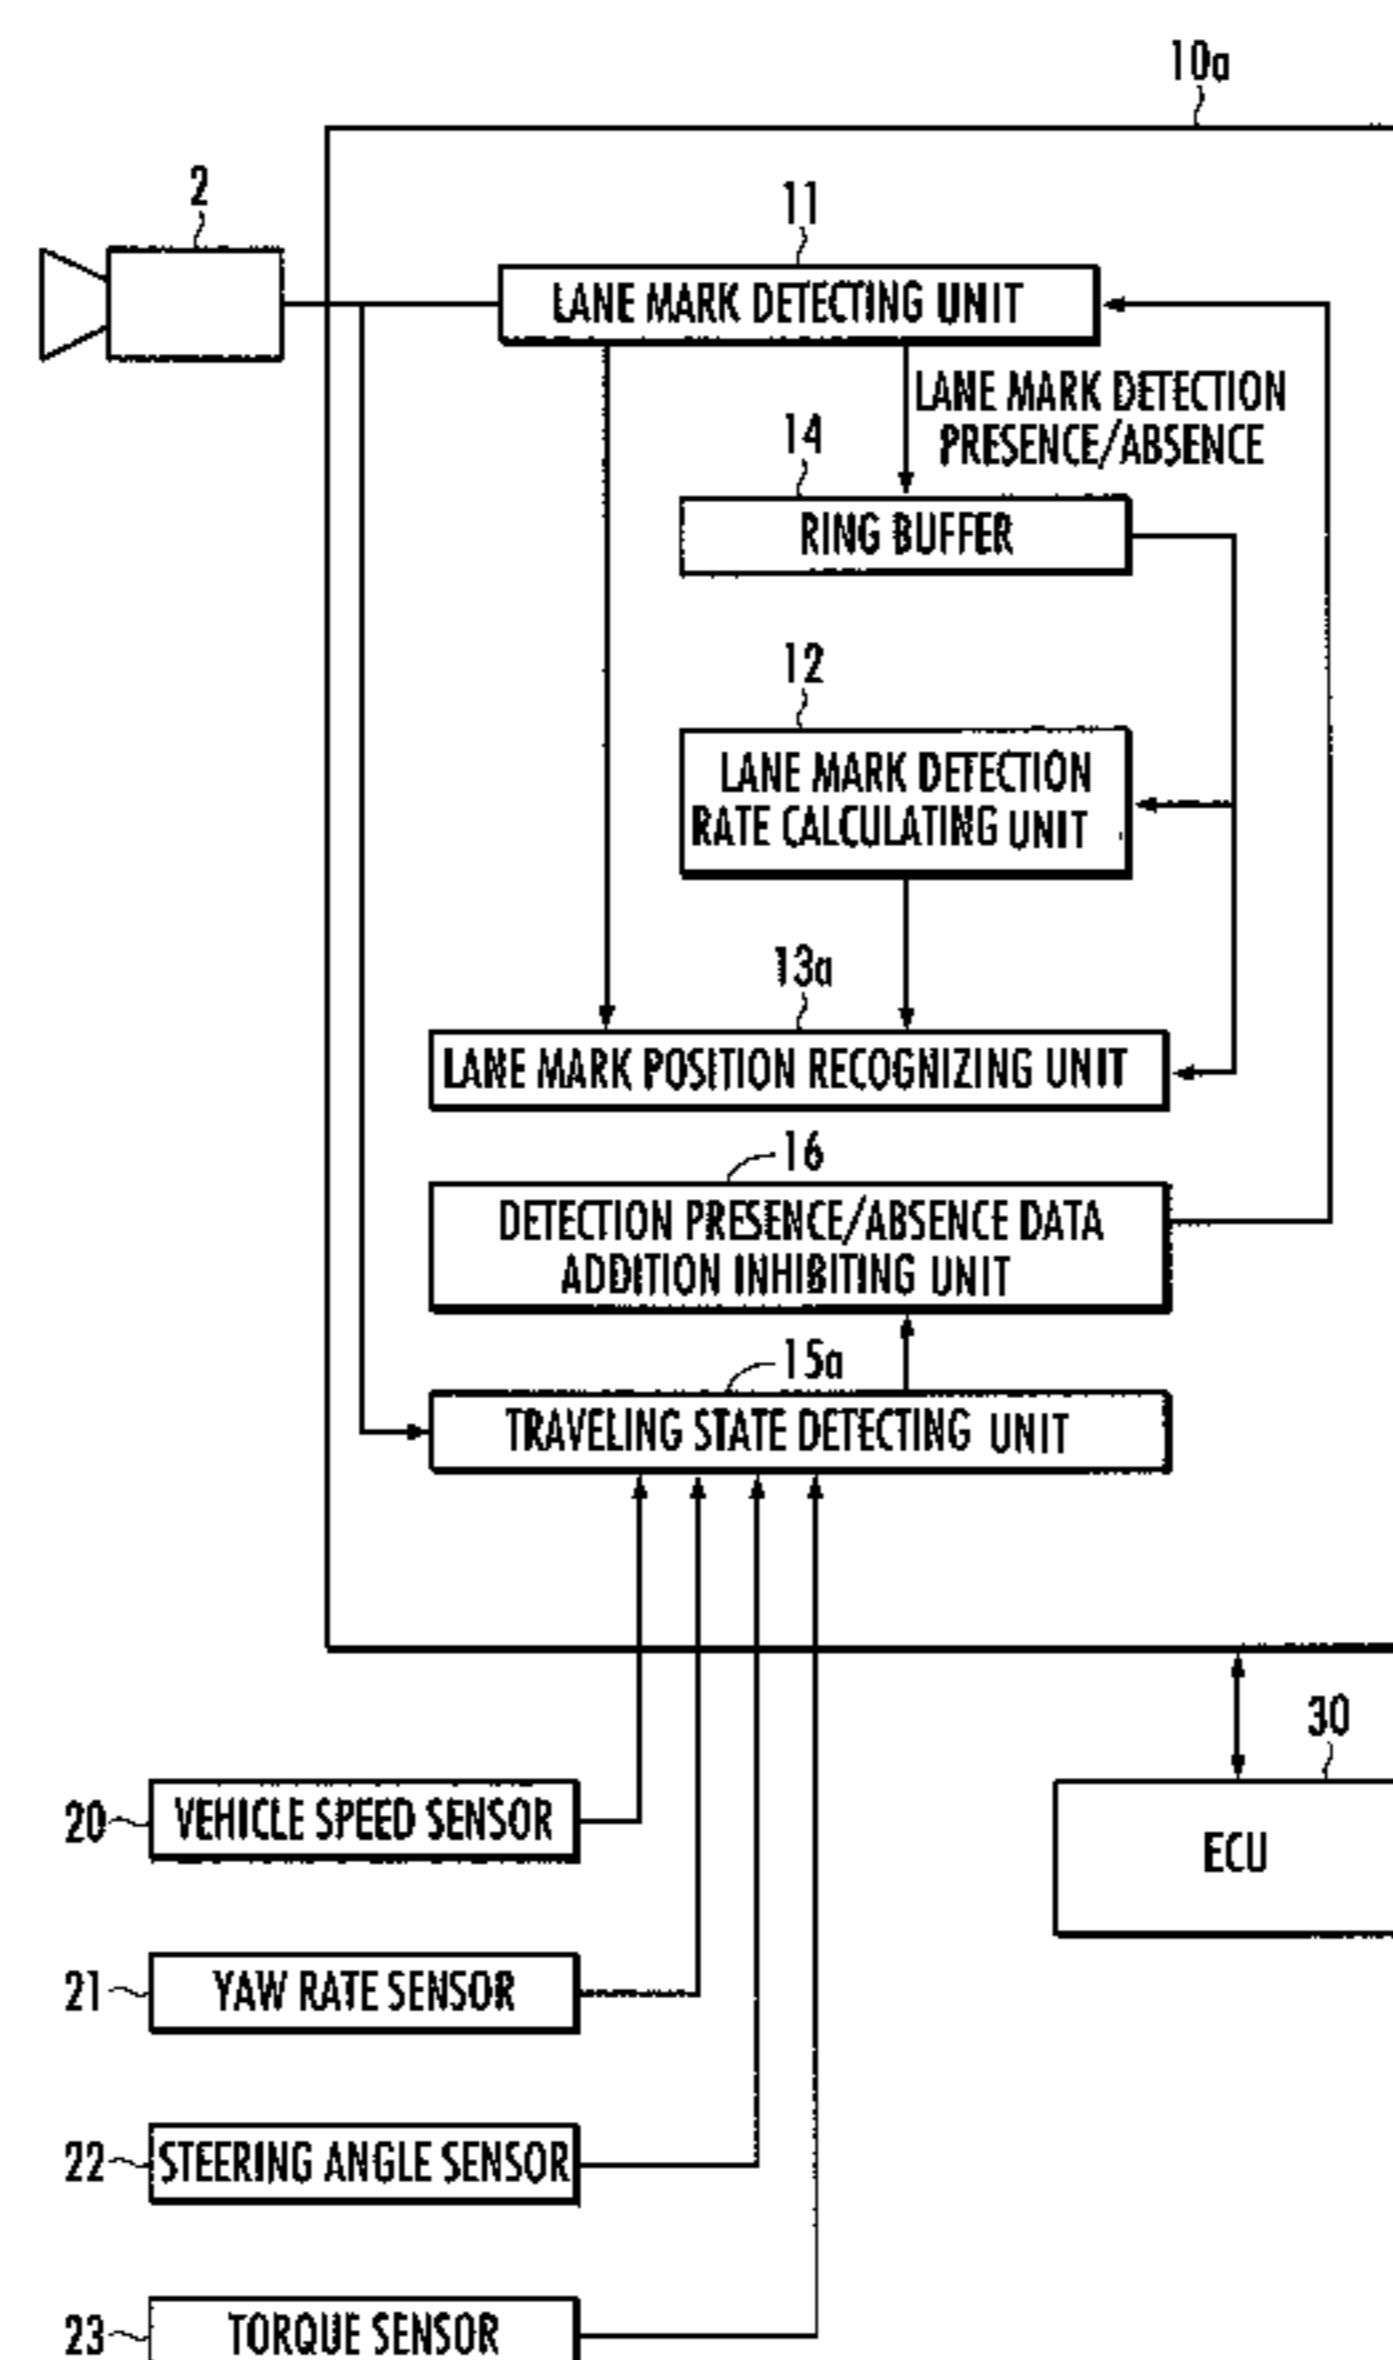 10a
2
11
LANE MARK DETECTING UNIT
LANE MARK DETECTION
PRESENCE/ABSENCE
14
RING BUFFER
12
LANE MARK DETECTION
RATE CALCULATING UNIT
13a
LANE MARK POSITION RECOGNIZING UNIT
16
DETECTION PRESENCE/ABSENCE DATA
ADDITION INHIBITING UNIT
15a
TRAVELING STATE DETECTING UNIT
30
20 VEHICLE SPEED SENSOR
ECU
21 YAW RATE SENSOR
22 STEERING ANGLE SENSOR
23 TORQUE SENSOR